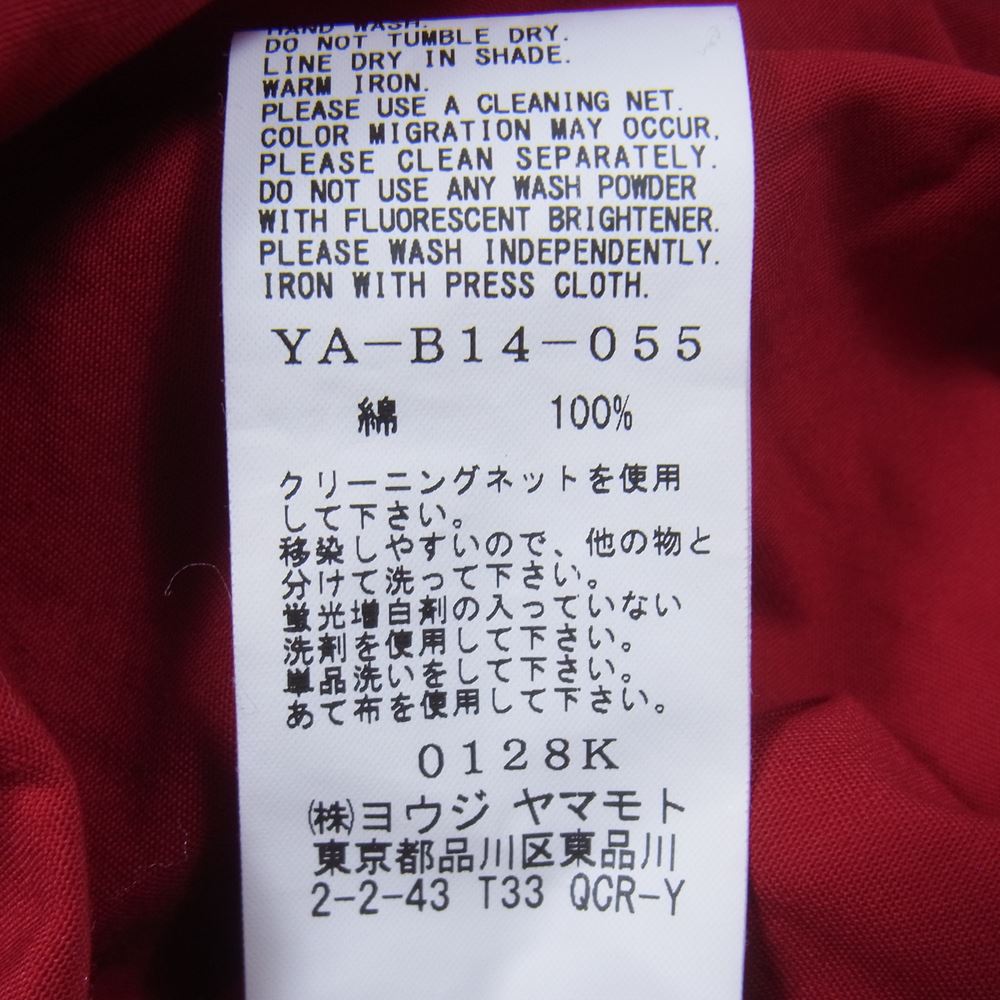 HAND WASH.
DO NOT TUMBLE DRY.
LINE DRY IN SHADE.
WARM IRON.
PLEASE USE A CLEANING NET.
COLOR MIGRATION MAY OCCUR,
PLEASE CLEAN SEPARATELY.
DO NOT USE ANY WASH POWDER
WITH FLUORESCENT BRIGHTENER.
PLEASE WASH INDEPENDENTLY.
IRON WITH PRESS CLOTH.
YA-B14-055
綿 100%
クリーニングネットを使用
して下さい。
移染しやすいので、他の物と
分けて洗って下さい。
蛍光増白剤の入っていない
洗剤を使用して下さい。
単品洗いをして下さい。
あて布を使用して下さい。
0128K
㈱ヨウジ ヤマモト
東京都品川区東品川
2-2-43 T33 QCR-Y